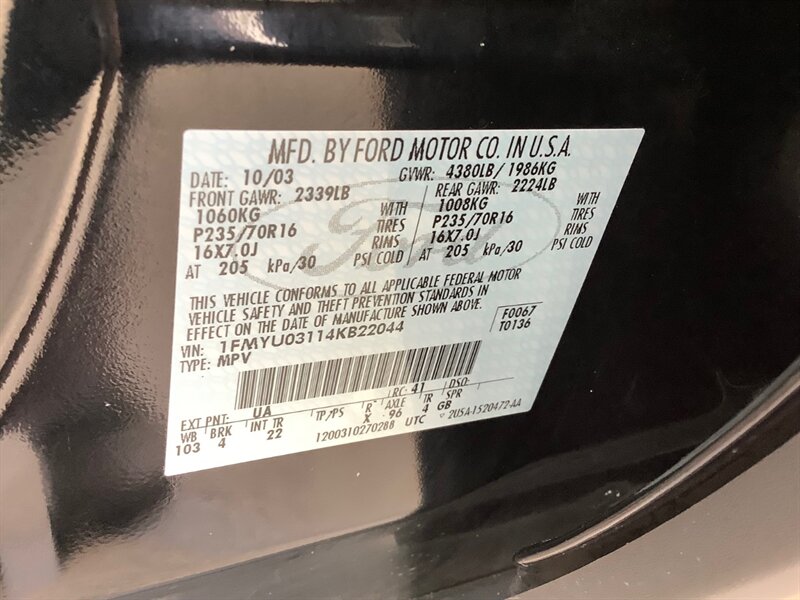 MFD. BY FORD MOTOR CO. IN U.S.A.
DATE: 10/03 GVWR: 4380LB/ 1986KG
FRONT GAWR: 2339LB REAR GAWR: 2224LB
1060KG WITH 1008KG WITH
P235/70R16 TIRES P235/70R16 TIRES
16X7.0J RIMS 16X7.0J RIMS
AT 205 kPa/30 PSI COLD AT 205 kPa/30 PSI COLD
Ford
THIS VEHICLE CONFORMS TO ALL APPLICABLE FEDERAL MOTOR
VEHICLE SAFETY AND THEFT PREVENTION STANDARDS IN
EFFECT ON THE DATE OF MANUFACTURE SHOWN ABOVE.
F0067
T0136
VIN: 1FMYU03114KB22044
TYPE: MPV
RC: 41 DSO:
EXT PNT: UA
WB BRK INT TR TP/PS R AXLE TR SPR
103 4 22 X 96 4 GB
1200310270288 UTC 2USA-1520472-AA